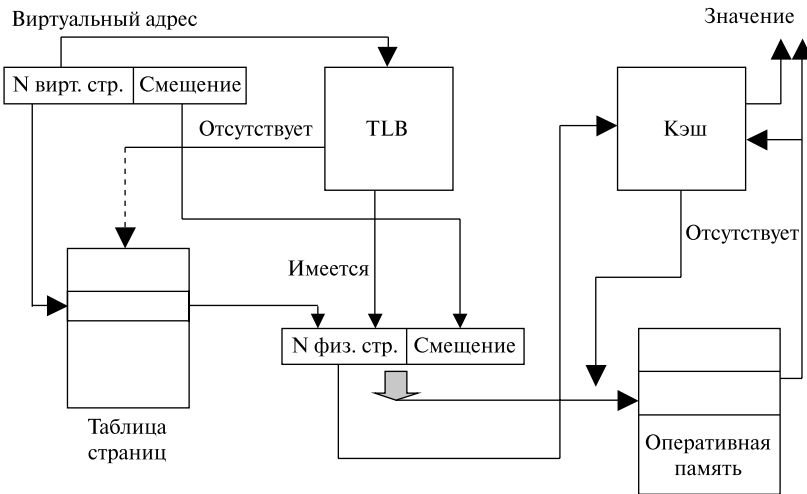 Виртуальный адрес
Значение
N вирт. стр. Смещение
TLB
Кэш
Отсутствует
Отсутствует
Имеется
N физ. стр. Смещение
Таблица
страниц
Оперативная
память